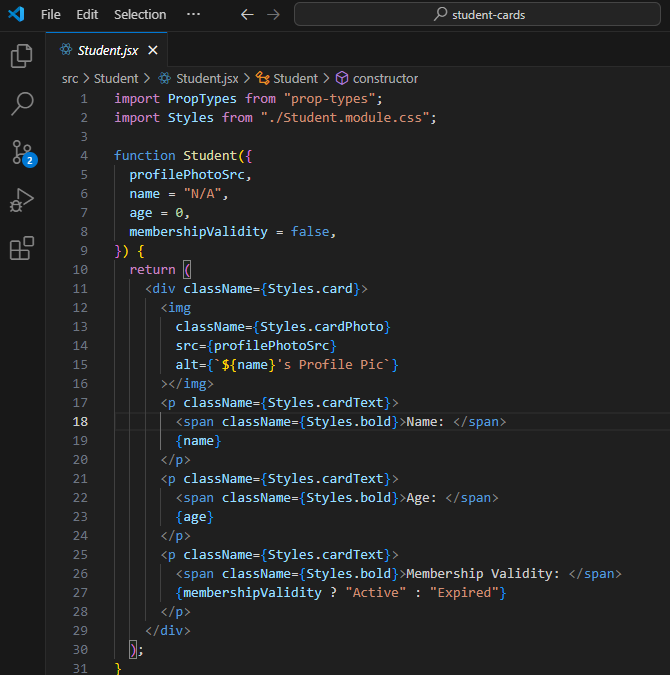 File Edit Selection ··· ← → student-cards
Student.jsx ×
src > Student > Student.jsx > Student > constructor
1 import PropTypes from "prop-types";
2 import Styles from "./Student.module.css";
3
4 function Student({
5   profilePhotoSrc,
6   name = "N/A",
7   age = 0,
8   membershipValidity = false,
9 }) {
10   return (
11     <div className={Styles.card}>
12       <img
13         className={Styles.cardPhoto}
14         src={profilePhotoSrc}
15         alt={`${name}'s Profile Pic`}
16       ></img>
17       <p className={Styles.cardText}>
18         <span className={Styles.bold}>Name: </span>
19         {name}
20       </p>
21       <p className={Styles.cardText}>
22         <span className={Styles.bold}>Age: </span>
23         {age}
24       </p>
25       <p className={Styles.cardText}>
26         <span className={Styles.bold}>Membership Validity: </span>
27         {membershipValidity ? "Active" : "Expired"}
28       </p>
29     </div>
30   );
31 }
2